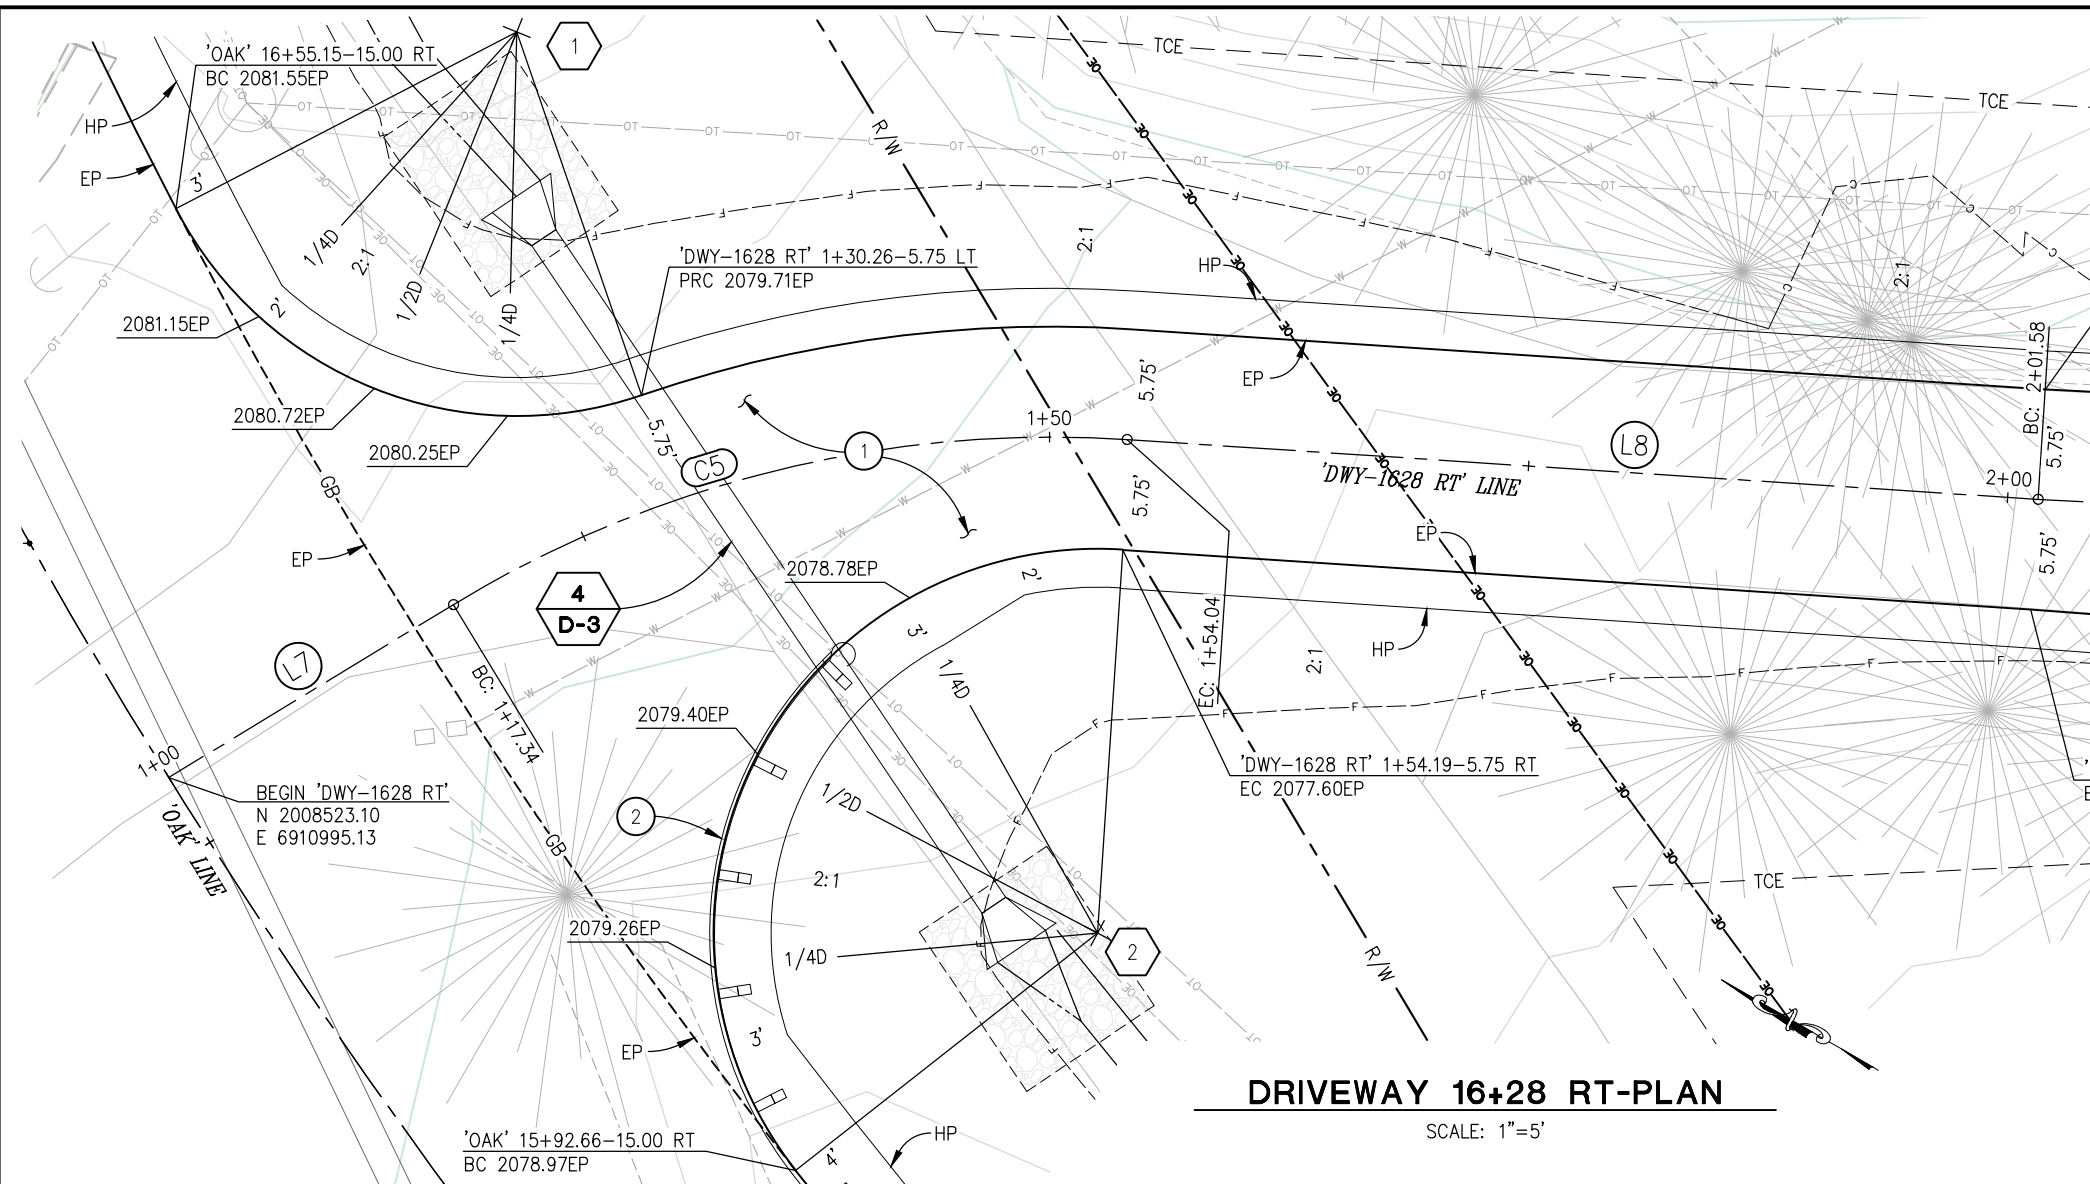 'OAK' 16+55.15-15.00 RT
BC 2081.55EP
1
TCE
TCE
HP
EP
3'
R/W
1/4D
2:1
1/2D
1/4D
'DWY-1628 RT' 1+30.26-5.75 LT
PRC 2079.71EP
2:1
HP
2:1
2'
2081.15EP
2080.72EP
2080.25EP
GB
EP
5.75'
C5
1
1+50
5.75'
5.75'
EP
'DWY-1628 RT' LINE
L8
BC: 2+01.58
5.75'
2+00
5.75'
EP
4
D-3
2078.78EP
2'
3'
HP
2:1
L7
BC: 1+17.34
1/4D
EC: 1+54.04
2079.40EP
1+00
BEGIN 'DWY-1628 RT'
N 2008523.10
E 6910995.13
'OAK' LINE
2
GB
1/2D
'DWY-1628 RT' 1+54.19-5.75 RT
EC 2077.60EP
2:1
2079.26EP
1/4D
2
TCE
R/W
EP
3'
DRIVEWAY 16+28 RT-PLAN
SCALE: 1"=5'
'OAK' 15+92.66-15.00 RT
BC 2078.97EP
4'
HP